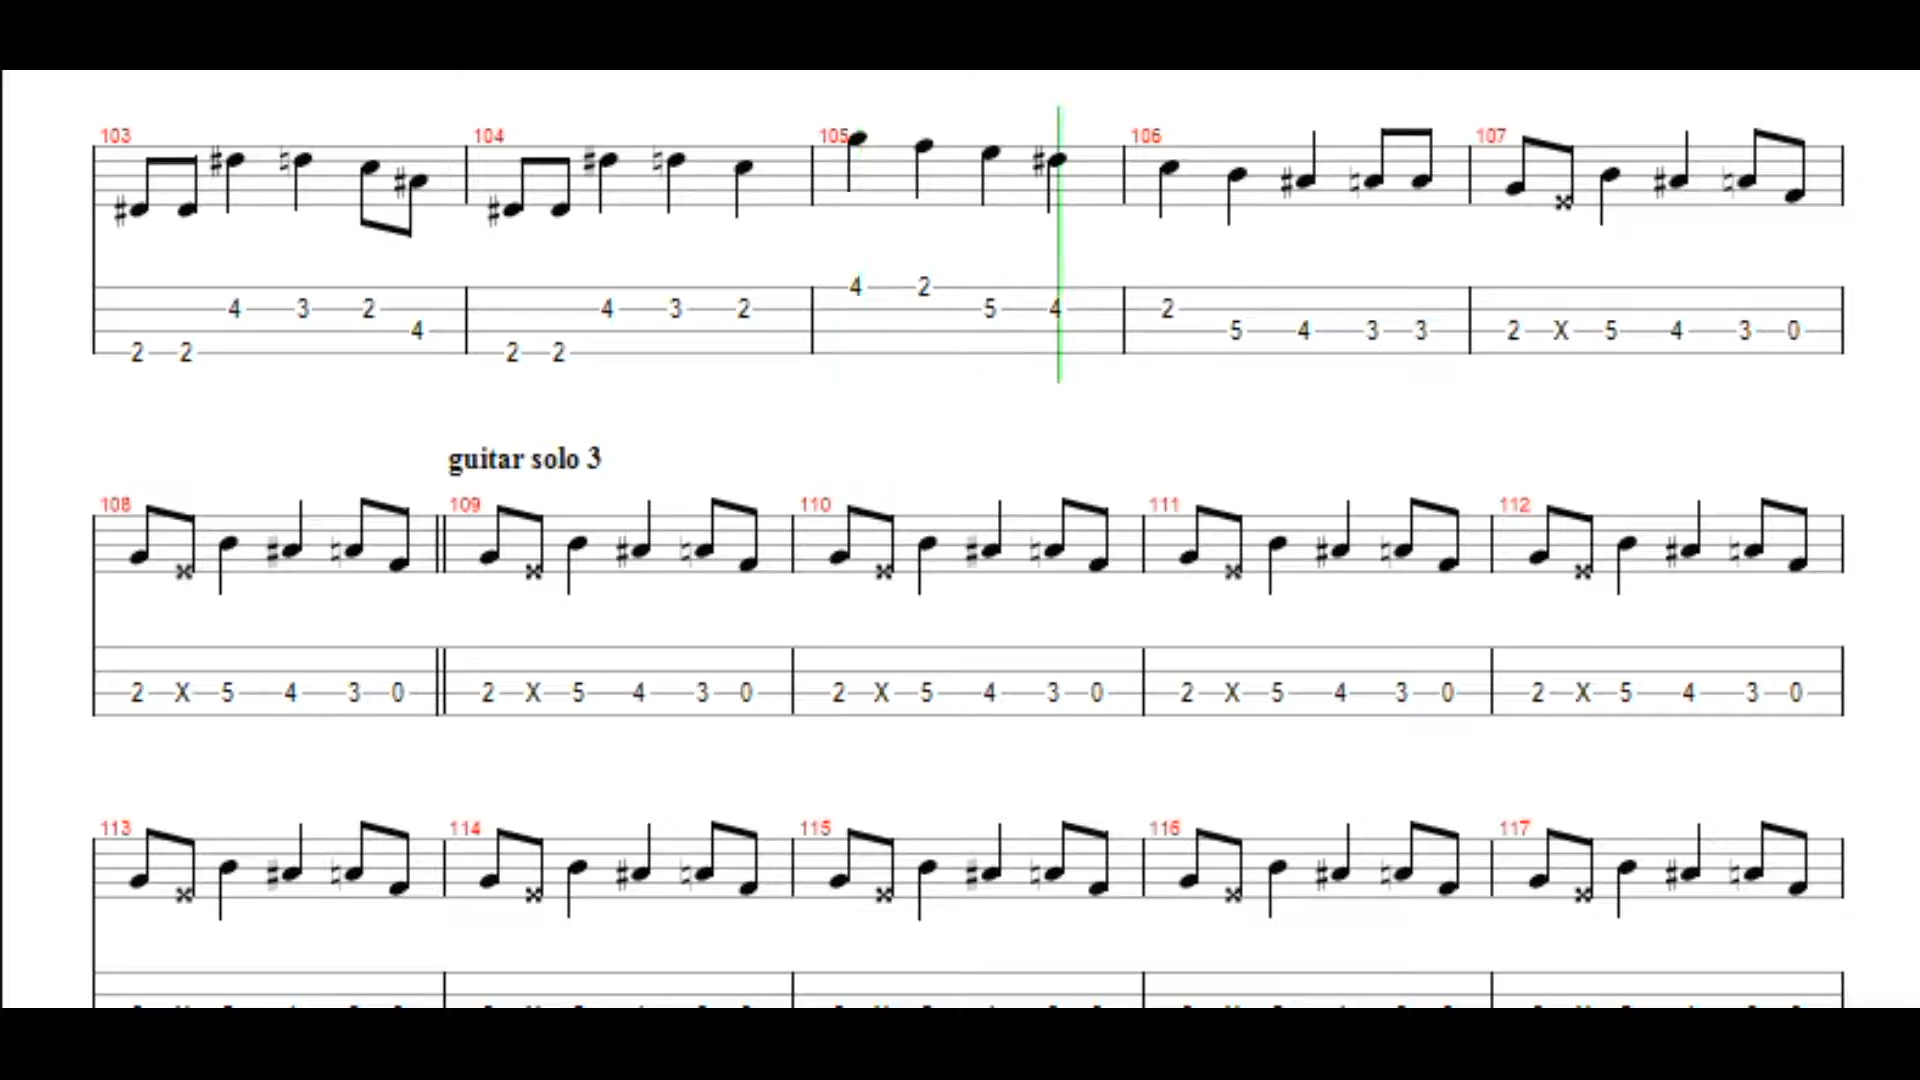 103 104 105 106 107
4 2
4 3 2 4 3 2 5 4 2
4 5 4 3 3 2 X 5 4 3 0
2 2 2 2
guitar solo 3
108 109 110 111 112
2 X 5 4 3 0 2 X 5 4 3 0 2 X 5 4 3 0 2 X 5 4 3 0 2 X 5 4 3 0
113 114 115 116 117